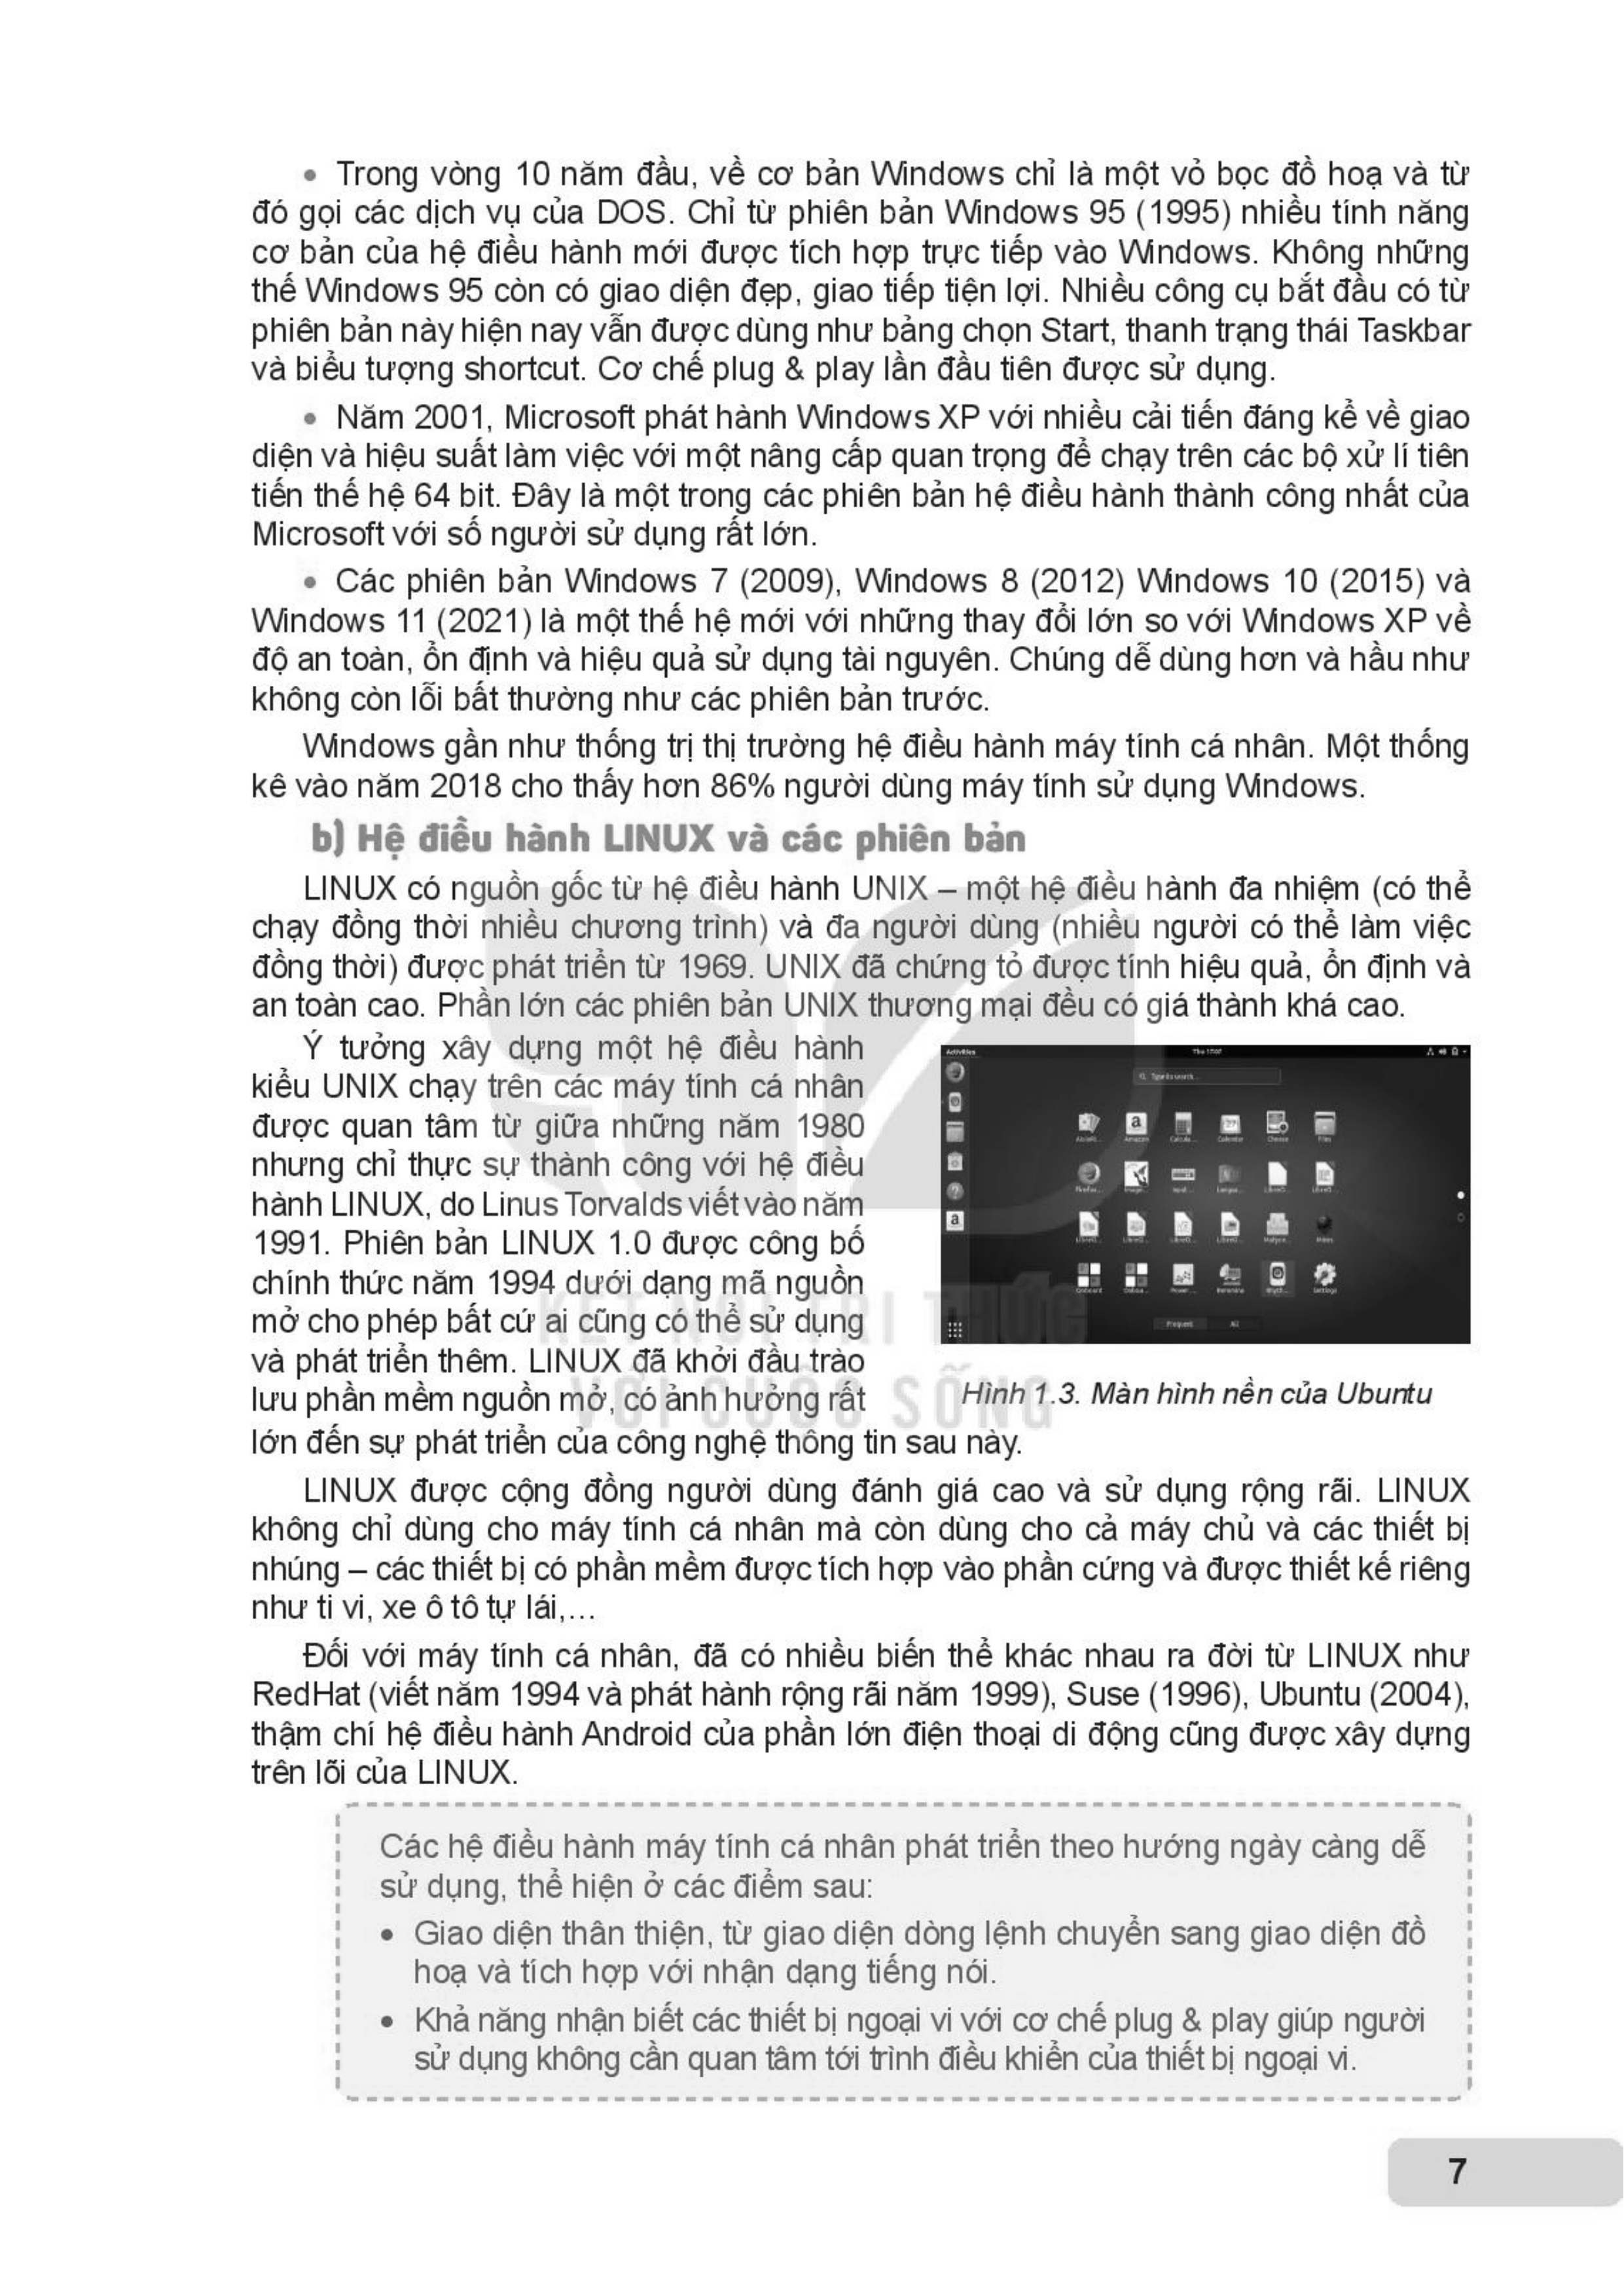 • Trong vòng 10 năm đầu, về cơ bản Windows chỉ là một vỏ bọc đồ hoạ và từ
đó gọi các dịch vụ của DOS. Chỉ từ phiên bản Windows 95 (1995) nhiều tính năng
cơ bản của hệ điều hành mới được tích hợp trực tiếp vào Windows. Không những
thế Windows 95 còn có giao diện đẹp, giao tiếp tiện lợi. Nhiều công cụ bắt đầu có từ
phiên bản này hiện nay vẫn được dùng như bảng chọn Start, thanh trạng thái Taskbar
và biểu tượng shortcut. Cơ chế plug & play lần đầu tiên được sử dụng.
• Năm 2001, Microsoft phát hành Windows XP với nhiều cải tiến đáng kể về giao
diện và hiệu suất làm việc với một nâng cấp quan trọng để chạy trên các bộ xử lí tiên
tiến thế hệ 64 bit. Đây là một trong các phiên bản hệ điều hành thành công nhất của
Microsoft với số người sử dụng rất lớn.
• Các phiên bản Windows 7 (2009), Windows 8 (2012) Windows 10 (2015) và
Windows 11 (2021) là một thế hệ mới với những thay đổi lớn so với Windows XP về
độ an toàn, ổn định và hiệu quả sử dụng tài nguyên. Chúng dễ dùng hơn và hầu như
không còn lỗi bất thường như các phiên bản trước.
Windows gần như thống trị thị trường hệ điều hành máy tính cá nhân. Một thống
kê vào năm 2018 cho thấy hơn 86% người dùng máy tính sử dụng Windows.
b) Hệ điều hành LINUX và các phiên bản
LINUX có nguồn gốc từ hệ điều hành UNIX – một hệ điều hành đa nhiệm (có thể
chạy đồng thời nhiều chương trình) và đa người dùng (nhiều người có thể làm việc
đồng thời) được phát triển từ 1969. UNIX đã chứng tỏ được tính hiệu quả, ổn định và
an toàn cao. Phần lớn các phiên bản UNIX thương mại đều có giá thành khá cao.
Ý tưởng xây dựng một hệ điều hành
kiểu UNIX chạy trên các máy tính cá nhân
được quan tâm từ giữa những năm 1980
nhưng chỉ thực sự thành công với hệ điều
hành LINUX, do Linus Torvalds viết vào năm
1991. Phiên bản LINUX 1.0 được công bố
chính thức năm 1994 dưới dạng mã nguồn
mở cho phép bất cứ ai cũng có thể sử dụng
và phát triển thêm. LINUX đã khởi đầu trào
lưu phần mềm nguồn mở, có ảnh hưởng rất
lớn đến sự phát triển của công nghệ thông tin sau này.
Activities
Type to search...
Amazon
Calendar
Cheese
Files
Settings
Frequent
All
KẾT NỐI TRI THỨC
VỚI CUỘC SỐNG
Hình 1.3. Màn hình nền của Ubuntu
LINUX được cộng đồng người dùng đánh giá cao và sử dụng rộng rãi. LINUX
không chỉ dùng cho máy tính cá nhân mà còn dùng cho cả máy chủ và các thiết bị
nhúng – các thiết bị có phần mềm được tích hợp vào phần cứng và được thiết kế riêng
như ti vi, xe ô tô tự lái,...
Đối với máy tính cá nhân, đã có nhiều biến thể khác nhau ra đời từ LINUX như
RedHat (viết năm 1994 và phát hành rộng rãi năm 1999), Suse (1996), Ubuntu (2004),
thậm chí hệ điều hành Android của phần lớn điện thoại di động cũng được xây dựng
trên lõi của LINUX.
Các hệ điều hành máy tính cá nhân phát triển theo hướng ngày càng dễ
sử dụng, thể hiện ở các điểm sau:
• Giao diện thân thiện, từ giao diện dòng lệnh chuyển sang giao diện đồ
hoạ và tích hợp với nhận dạng tiếng nói.
• Khả năng nhận biết các thiết bị ngoại vi với cơ chế plug & play giúp người
sử dụng không cần quan tâm tới trình điều khiển của thiết bị ngoại vi.
7